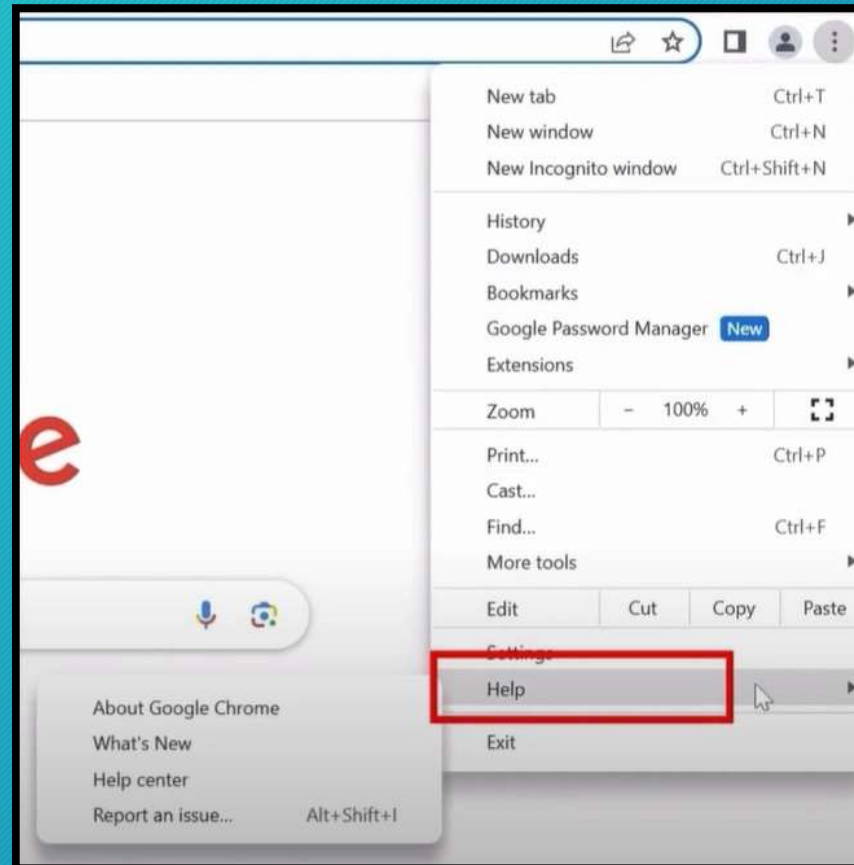 New tab Ctrl+T
New window Ctrl+N
New Incognito window Ctrl+Shift+N
History
Downloads Ctrl+J
Bookmarks
Google Password Manager New
Extensions
Zoom - 100% +
e
Print... Ctrl+P
Cast...
Find... Ctrl+F
More tools
Edit Cut Copy Paste
Settings
Help
Exit
About Google Chrome
What's New
Help center
Report an issue... Alt+Shift+I